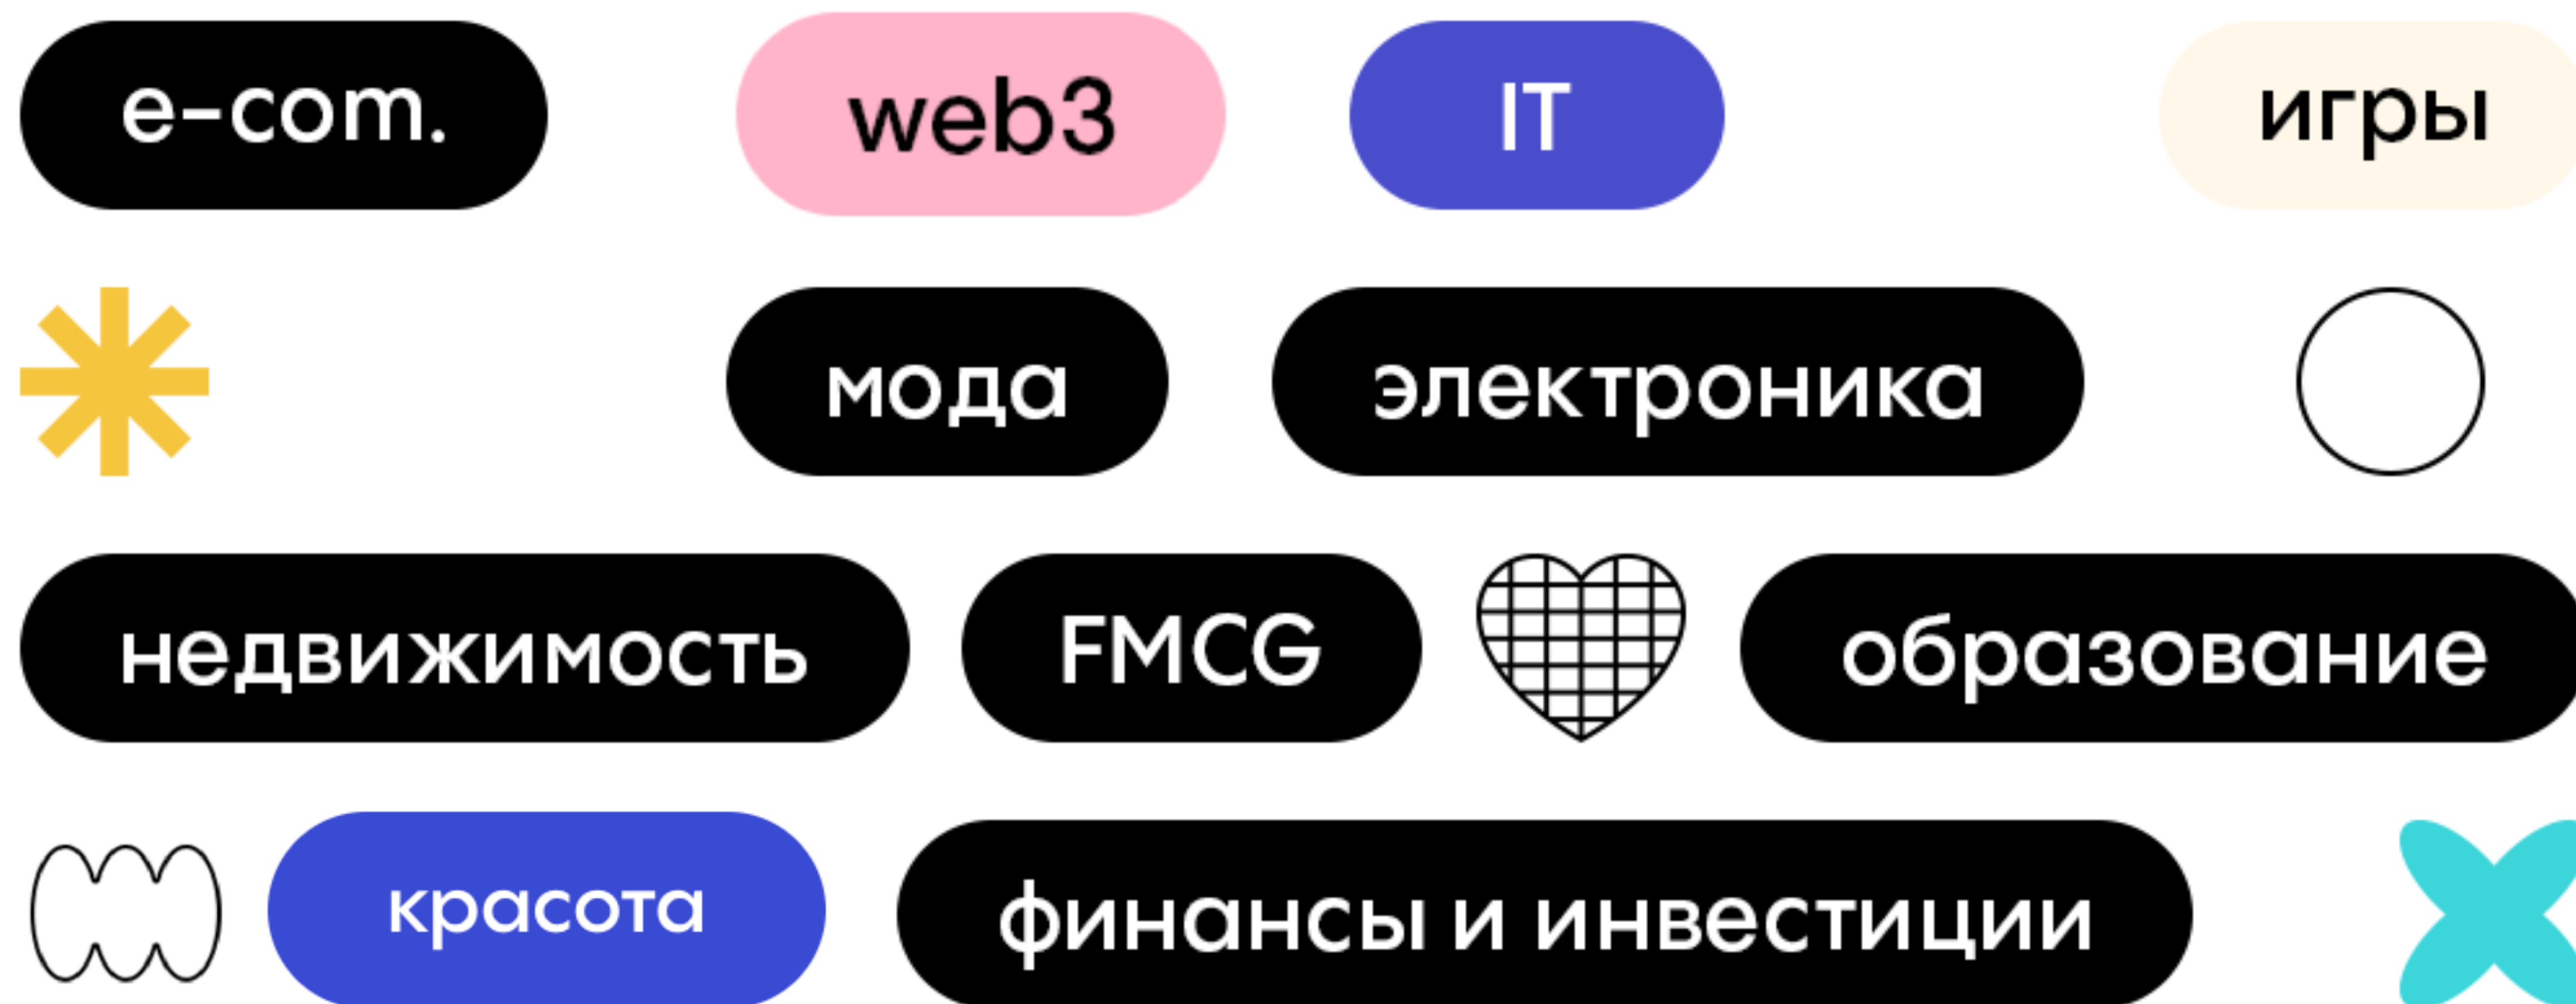 e-com. web3 IT игры
мода электроника
недвижимость FMCG образование
красота финансы и инвестиции